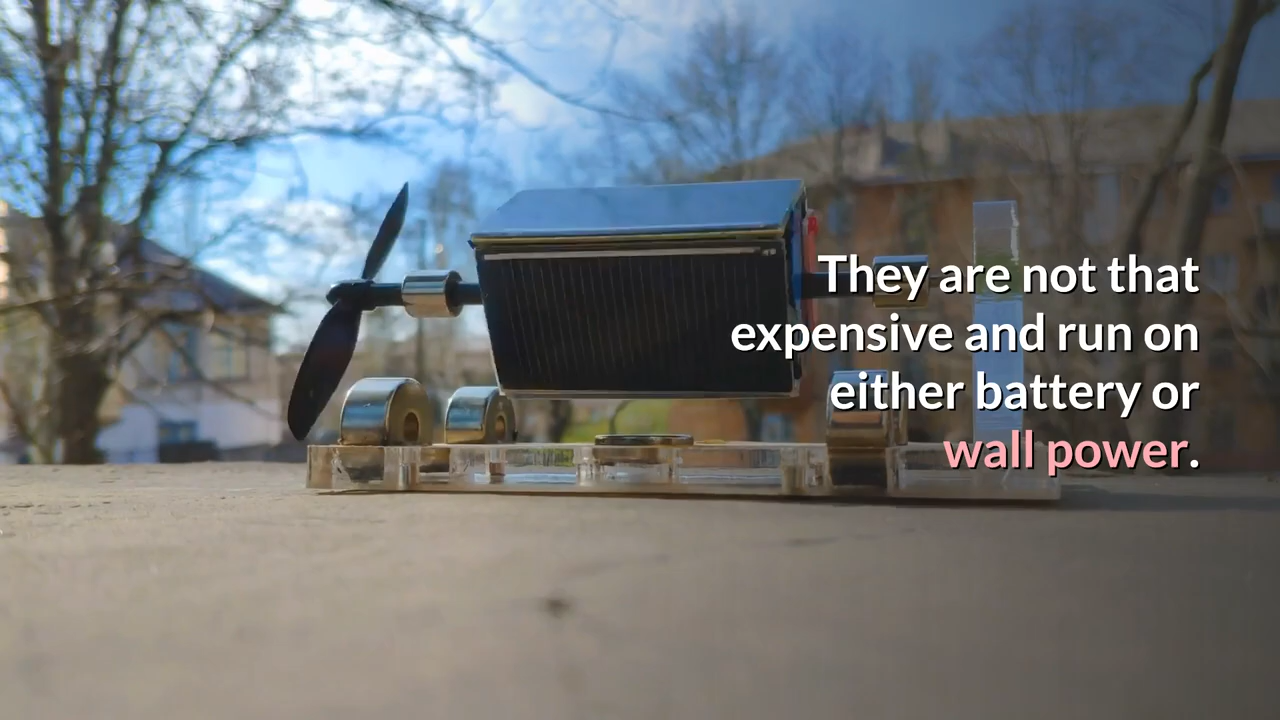 They are not that
expensive and run on
either battery or
wall power.